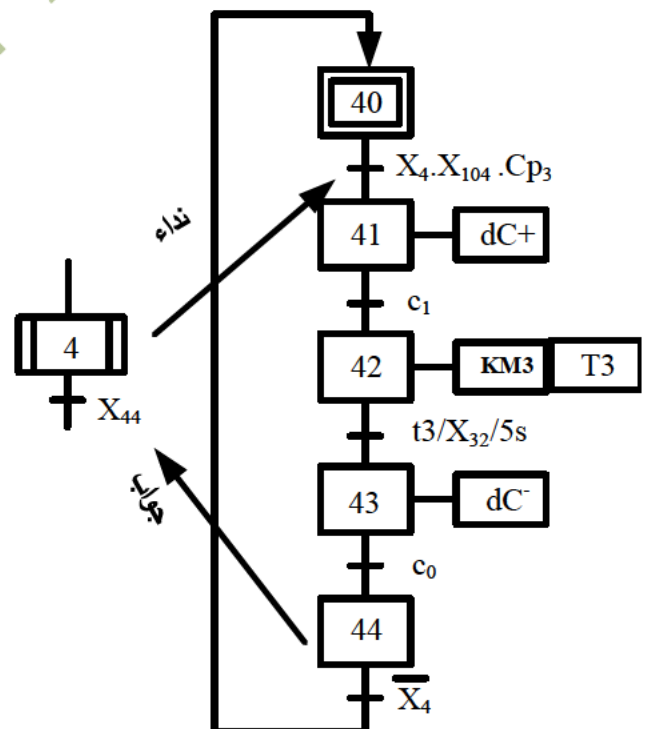 40
X₄.X₁₀₄ .Cp₃
41 dC+
نداء
c₁
4
42 KM3 T3
X₄₄
t3/X₃₂/5s
43 dC⁻
جواب
c₀
44
X̅₄